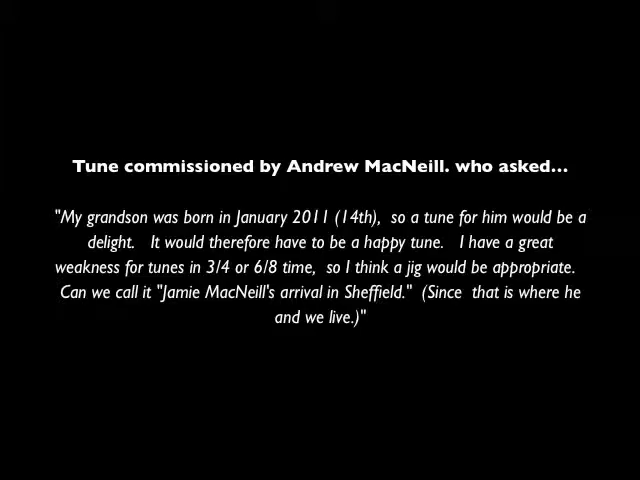 Tune commissioned by Andrew MacNeill. who asked...
"My grandson was born in January 2011 (14th), so a tune for him would be a
delight. It would therefore have to be a happy tune. I have a great
weakness for tunes in 3/4 or 6/8 time, so I think a jig would be appropriate.
Can we call it "Jamie MacNeill's arrival in Sheffield." (Since that is where he
and we live.)"